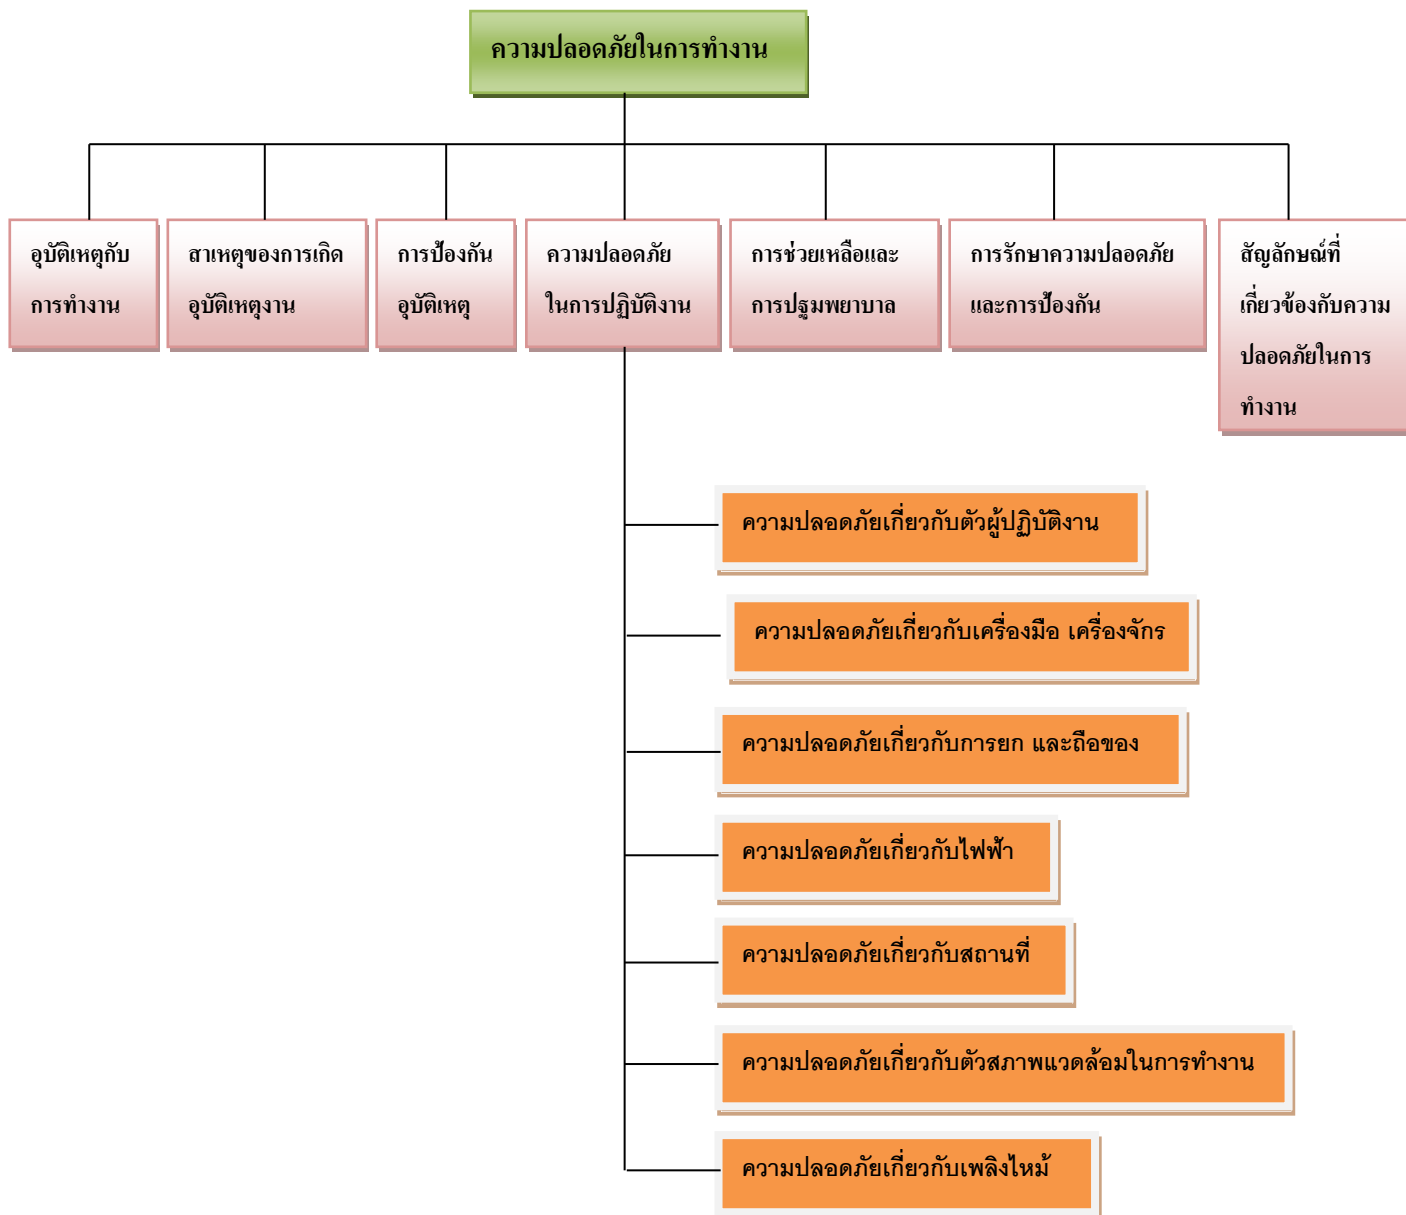 ความปลอดภัยในการทำงาน
อุบัติเหตุกับ
การทำงาน
สาเหตุของการเกิด
อุบัติเหตุงาน
การป้องกัน
อุบัติเหตุ
ความปลอดภัย
ในการปฏิบัติงาน
การช่วยเหลือและ
การปฐมพยาบาล
การรักษาความปลอดภัย
และการป้องกัน
สัญลักษณ์ที่
เกี่ยวข้องกับความ
ปลอดภัยในการ
ทำงาน
ความปลอดภัยเกี่ยวกับตัวผู้ปฏิบัติงาน
ความปลอดภัยเกี่ยวกับเครื่องมือ เครื่องจักร
ความปลอดภัยเกี่ยวกับการยก และถือของ
ความปลอดภัยเกี่ยวกับไฟฟ้า
ความปลอดภัยเกี่ยวกับสถานที่
ความปลอดภัยเกี่ยวกับตัวสภาพแวดล้อมในการทำงาน
ความปลอดภัยเกี่ยวกับเพลิงไหม้